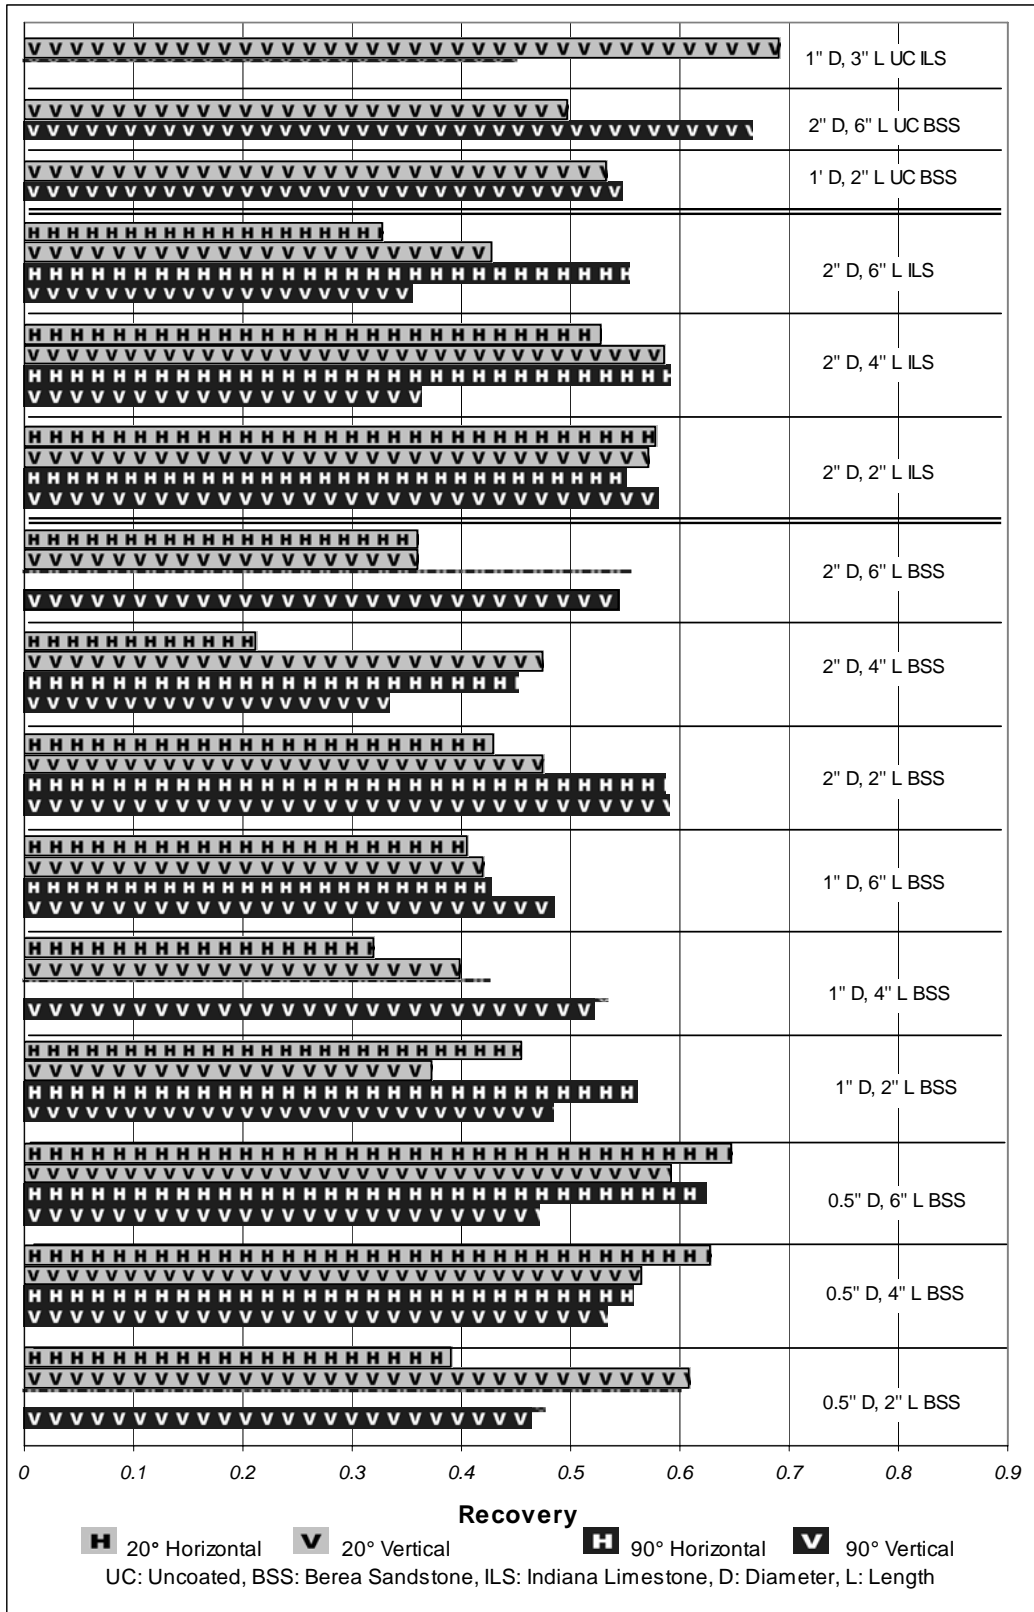 1" D, 3" L UC ILS
2" D, 6" L UC BSS
1' D, 2" L UC BSS
2" D, 6" L ILS
2" D, 4" L ILS
2" D, 2" L ILS
2" D, 6" L BSS
2" D, 4" L BSS
2" D, 2" L BSS
1" D, 6" L BSS
1" D, 4" L BSS
1" D, 2" L BSS
0.5" D, 6" L BSS
0.5" D, 4" L BSS
0.5" D, 2" L BSS
0 0.1 0.2 0.3 0.4 0.5 0.6 0.7 0.8 0.9
Recovery
H 20° Horizontal V 20° Vertical H 90° Horizontal V 90° Vertical
UC: Uncoated, BSS: Berea Sandstone, ILS: Indiana Limestone, D: Diameter, L: Length